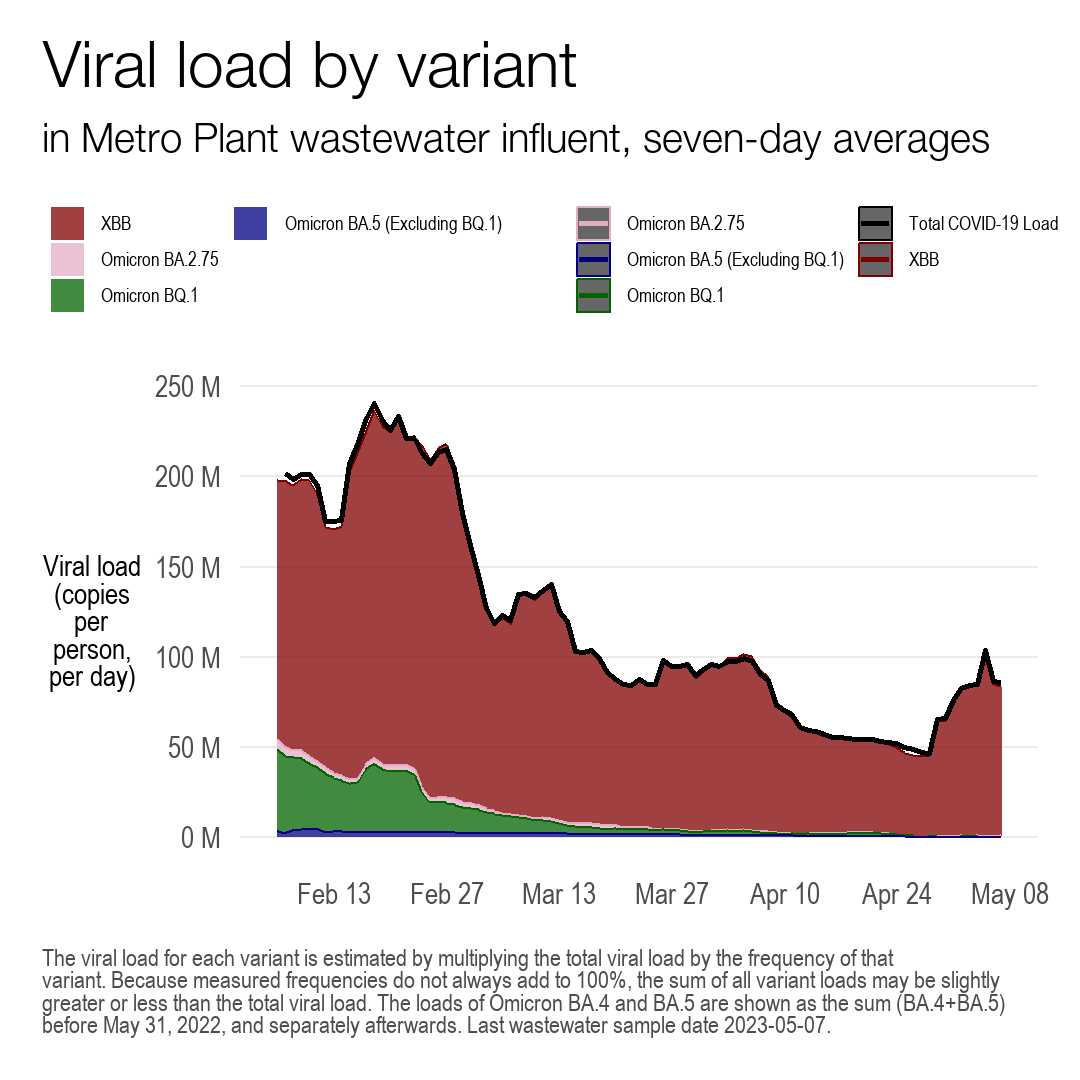 Viral load by variant
in Metro Plant wastewater influent, seven-day averages
XBB
Omicron BA.5 (Excluding BQ.1)
Omicron BA.2.75
Total COVID-19 Load
Omicron BA.2.75
Omicron BA.5 (Excluding BQ.1)
XBB
Omicron BQ.1
Omicron BQ.1
250 M
200 M
150 M
100 M
50 M
0 M
Viral load
(copies
per
person,
per day)
Feb 13
Feb 27
Mar 13
Mar 27
Apr 10
Apr 24
May 08
The viral load for each variant is estimated by multiplying the total viral load by the frequency of that
variant. Because measured frequencies do not always add to 100%, the sum of all variant loads may be slightly
greater or less than the total viral load. The loads of Omicron BA.4 and BA.5 are shown as the sum (BA.4+BA.5)
before May 31, 2022, and separately afterwards. Last wastewater sample date 2023-05-07.